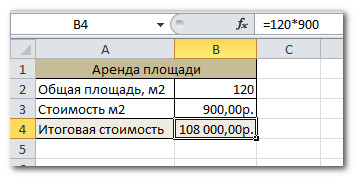 B4 fx =120*900
A B C
1 Аренда площади
2 Общая площадь, м2 120
3 Стоимость м2 900,00р.
4 Итоговая стоимость 108 000,00р.
5